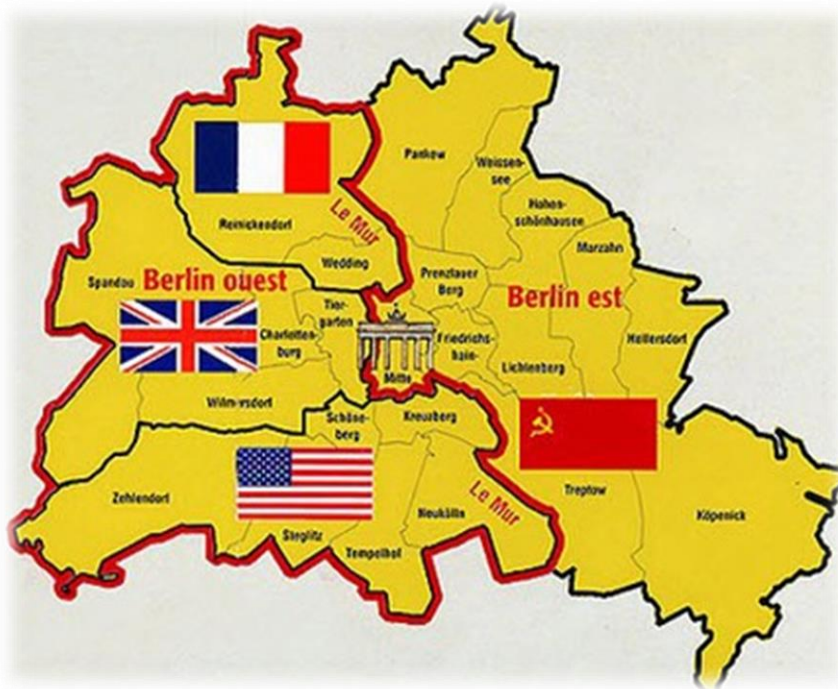 Pankow
Weissen-
see
Hohen-
schönhausen
Reinickendorf
Le Mur
Marzahn
Wedding
Spandau
Berlin ouest
Prenzlauer
Berg
Berlin est
Tier-
garten
Charlotten-
burg
Friedrichs-
hain
Hellersdorf
Lichtenberg
Mitte
Wilmersdorf
Schöne-
berg
Kreuzberg
Zehlendorf
Treptow
Le Mur
Neukölln
Köpenick
Steglitz
Tempelhof